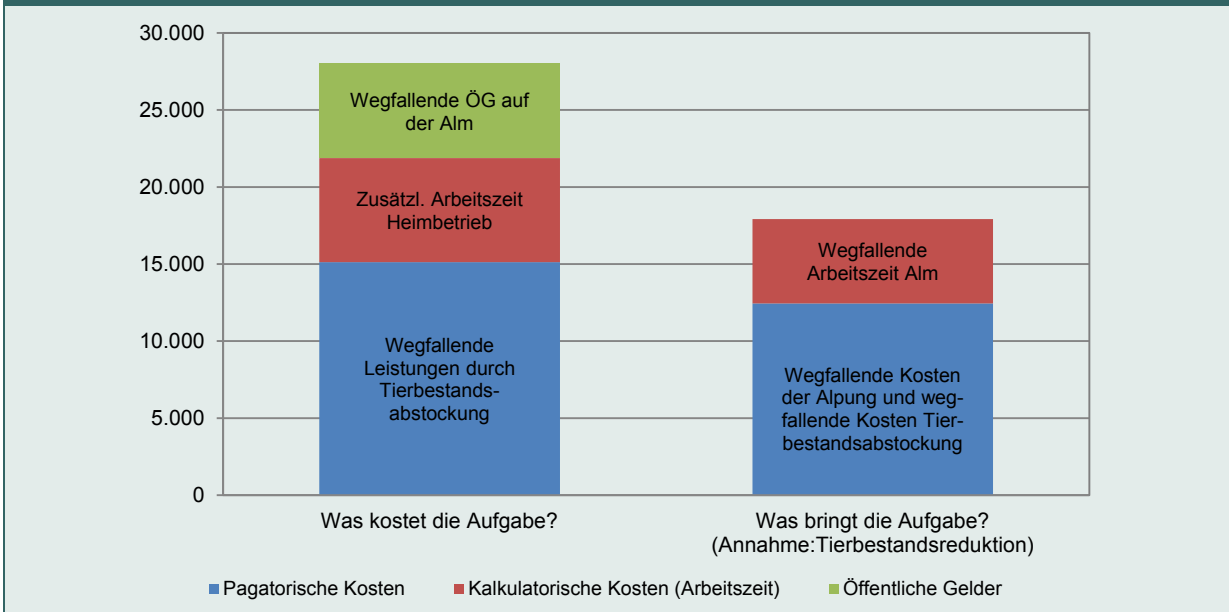 30.000
25.000
20.000
15.000
10.000
5.000
0
Wegfallende ÖG auf
der Alm
Zusätzl. Arbeitszeit
Heimbetrieb
Wegfallende
Leistungen durch
Tierbestands-
abstockung
Wegfallende
Arbeitszeit Alm
Wegfallende Kosten
der Alpung und weg-
fallende Kosten Tier-
bestandsabstockung
Was kostet die Aufgabe?
Was bringt die Aufgabe?
(Annahme:Tierbestandsreduktion)
Pagatorische Kosten
Kalkulatorische Kosten (Arbeitszeit)
Öffentliche Gelder